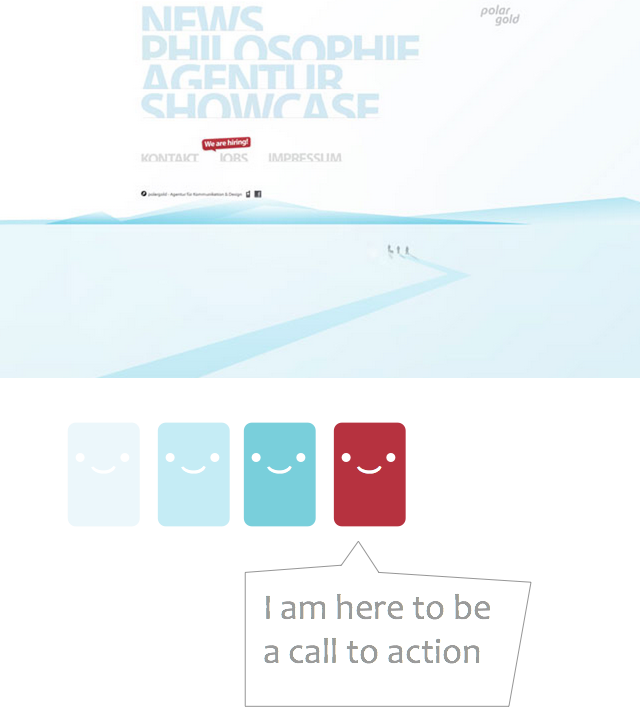 NEWS
PHILOSOPHIE
AGENTUR
SHOWCASE
polar
gold
We are hiring!
KONTAKT JOBS IMPRESSUM
polargold - Agentur für Kommunikation & Design
I am here to be
a call to action